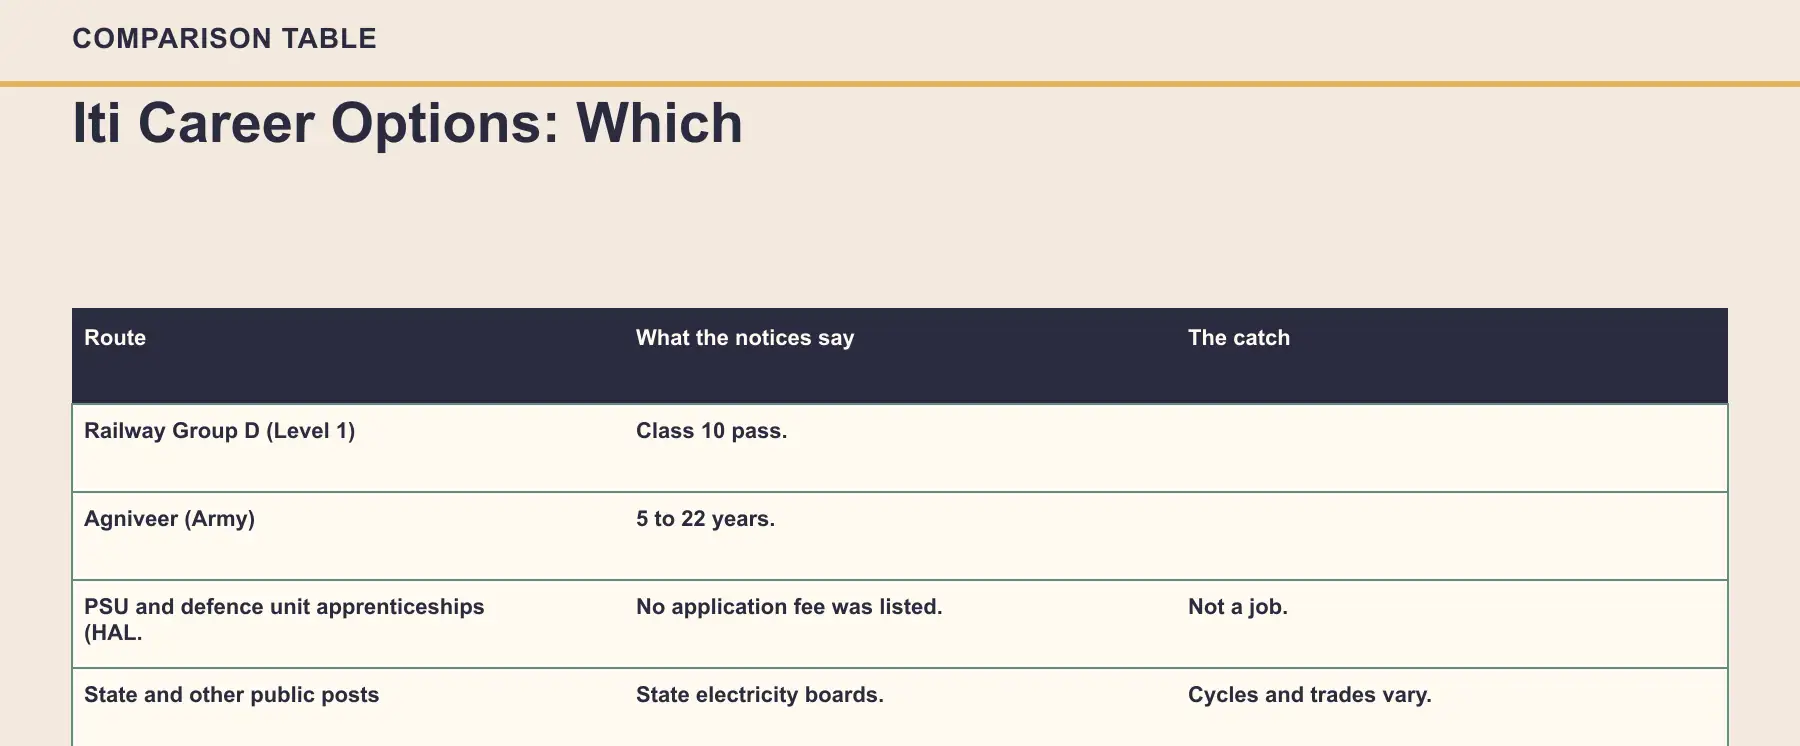 COMPARISON TABLE
Iti Career Options: Which
Route What the notices say The catch
Railway Group D (Level 1) Class 10 pass.
Agniveer (Army) 5 to 22 years.
PSU and defence unit apprenticeships No application fee was listed. Not a job.
(HAL.
State and other public posts State electricity boards. Cycles and trades vary.